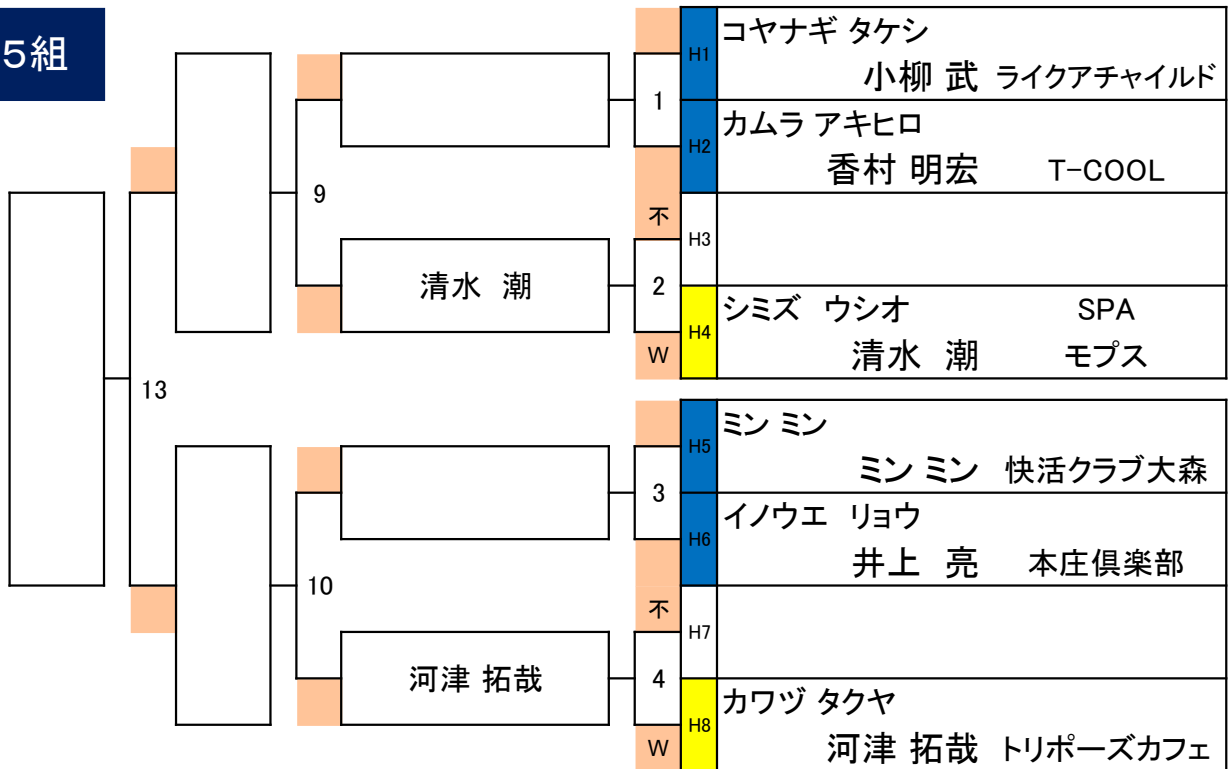 5組
コヤナギ タケシ
H1
小柳 武 ライクアチャイルド
1
カムラ アキヒロ
H2
香村 明宏 T-COOL
9
不
H3
清水 潮
2
シミズ ウシオ SPA
H4
W
清水 潮 モプス
13
ミン ミン
H5
ミン ミン 快活クラブ大森
3
イノウエ リョウ
H6
井上 亮 本庄倶楽部
10
不
H7
河津 拓哉
4
カワヅ タクヤ
H8
W
河津 拓哉 トリポーズカフェ